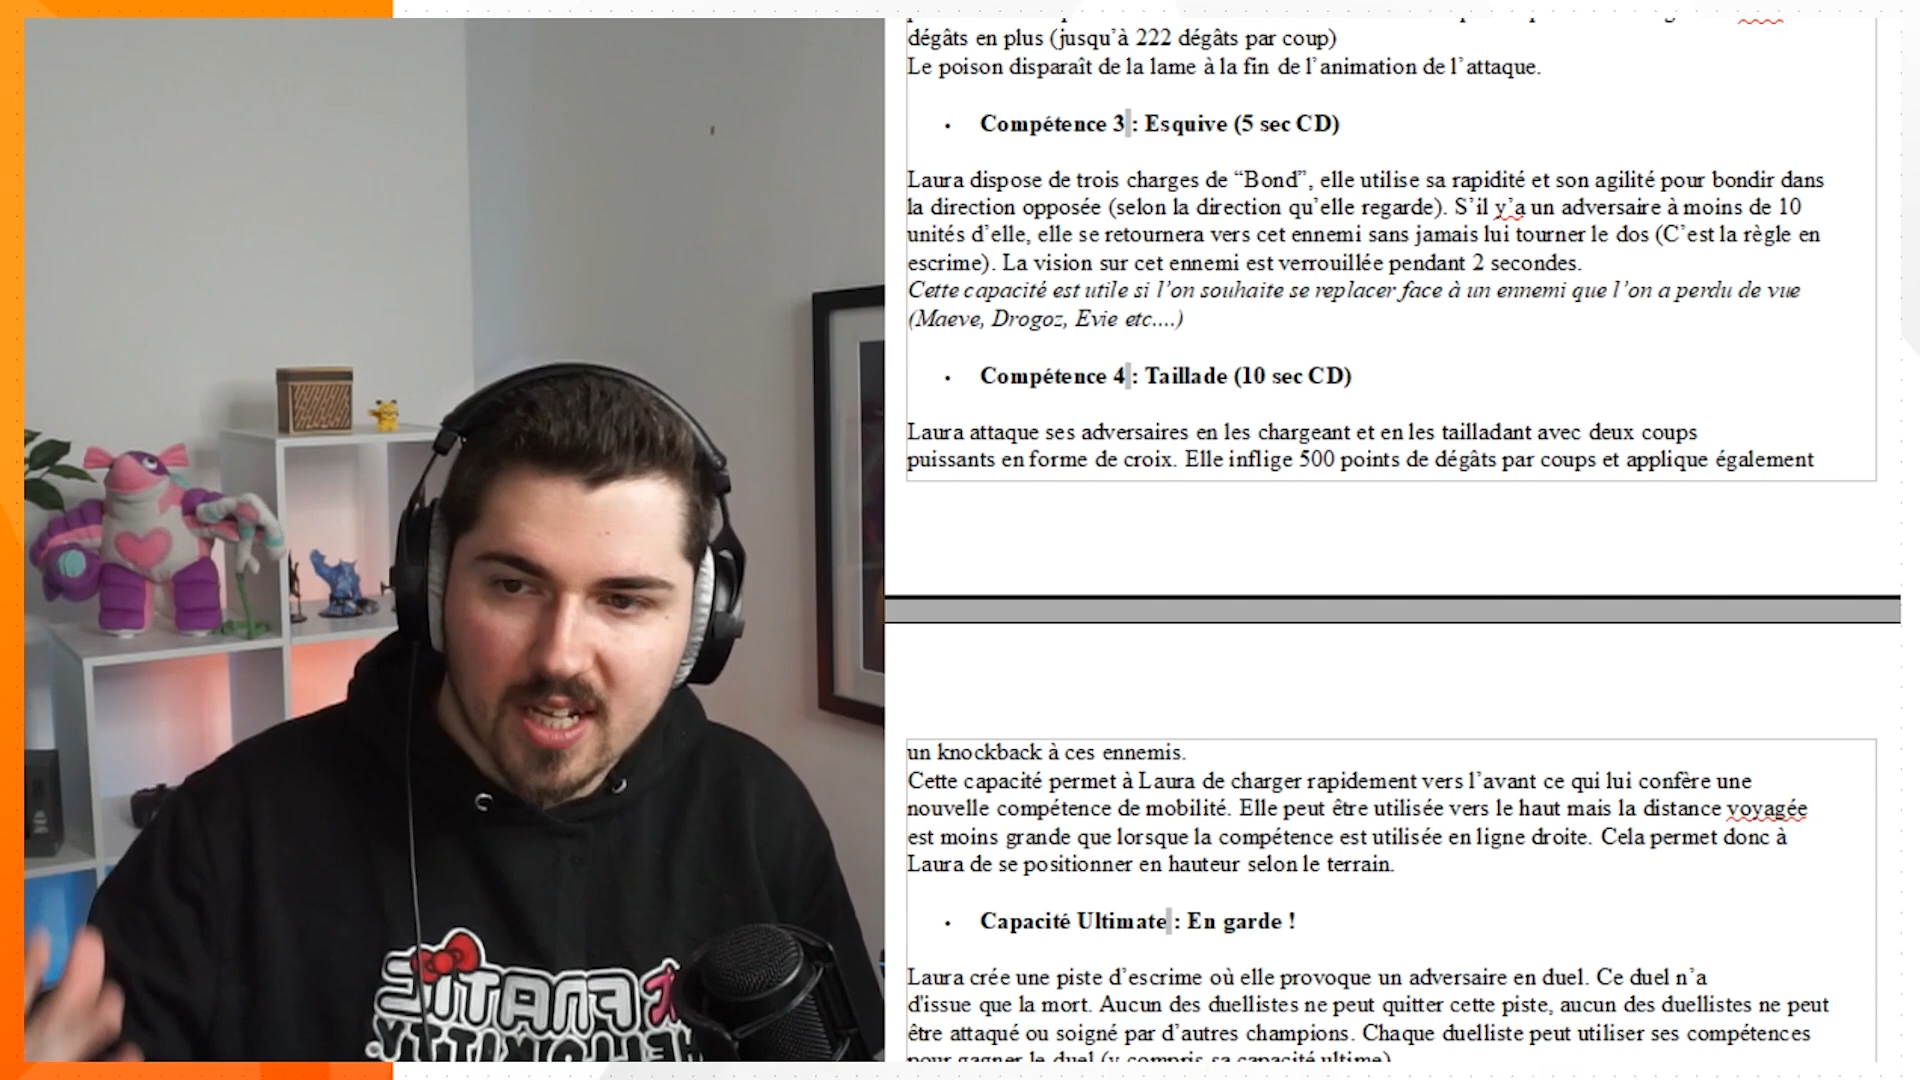 dégâts en plus (jusqu’à 222 dégâts par coup)
Le poison disparaît de la lame à la fin de l’animation de l’attaque.
• Compétence 3 : Esquive (5 sec CD)
Laura dispose de trois charges de “Bond”, elle utilise sa rapidité et son agilité pour bondir dans
la direction opposée (selon la direction qu’elle regarde). S’il y’a un adversaire à moins de 10
unités d’elle, elle se retournera vers cet ennemi sans jamais lui tourner le dos (C’est la règle en
escrime). La vision sur cet ennemi est verrouillée pendant 2 secondes.
Cette capacité est utile si l’on souhaite se replacer face à un ennemi que l’on a perdu de vue
(Maeve, Drogoz, Evie etc....)
• Compétence 4 : Taillade (10 sec CD)
Laura attaque ses adversaires en les chargeant et en les tailladant avec deux coups
puissants en forme de croix. Elle inflige 500 points de dégâts par coups et applique également
un knockback à ces ennemis.
Cette capacité permet à Laura de charger rapidement vers l’avant ce qui lui confère une
nouvelle compétence de mobilité. Elle peut être utilisée vers le haut mais la distance voyagée
est moins grande que lorsque la compétence est utilisée en ligne droite. Cela permet donc à
Laura de se positionner en hauteur selon le terrain.
• Capacité Ultimate : En garde !
Laura crée une piste d’escrime où elle provoque un adversaire en duel. Ce duel n’a
d'issue que la mort. Aucun des duellistes ne peut quitter cette piste, aucun des duellistes ne peut
être attaqué ou soigné par d’autres champions. Chaque duelliste peut utiliser ses compétences
pour gagner le duel (y compris sa capacité ultime)
HELLO KITTY